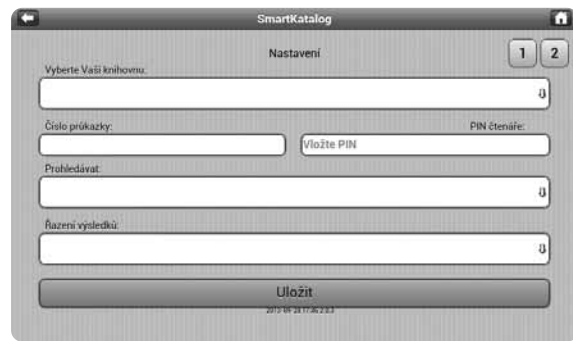 SmartKatalog
Nastavení
1 2
Vyberte Vaši knihovnu:
Číslo průkazky: PIN čtenáře:
Vložte PIN
Prohledávat:
Řazení výsledků:
Uložit